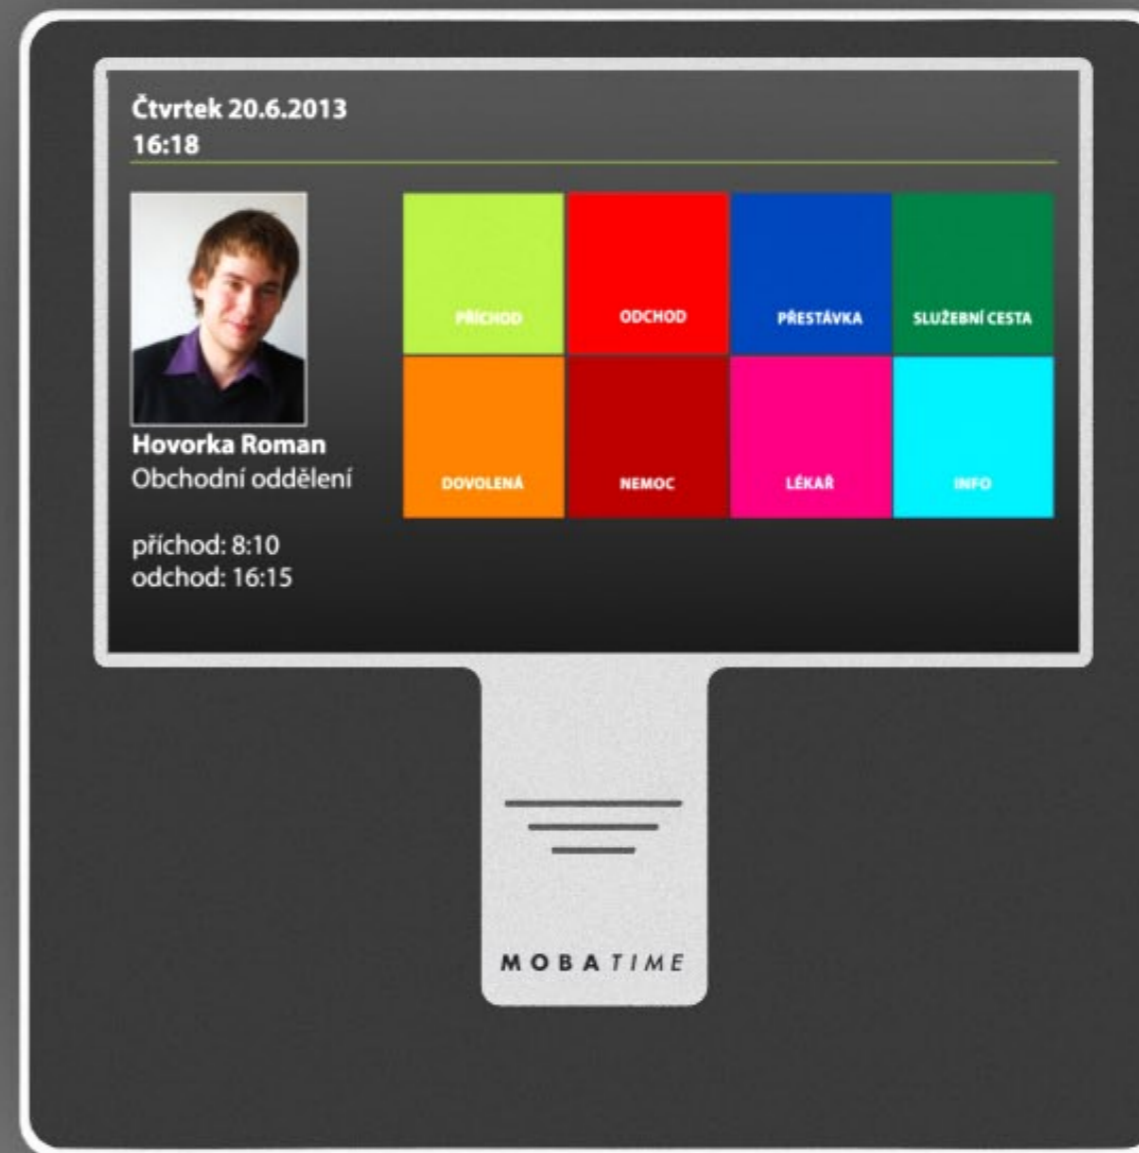 Čtvrtek 20.6.2013
16:18
PŘÍCHOD
ODCHOD
PŘESTÁVKA
SLUŽEBNÍ CESTA
DOVOLENÁ
NEMOC
LÉKAŘ
INFO
Hovorka Roman
Obchodní oddělení
příchod: 8:10
odchod: 16:15
MOBATIME